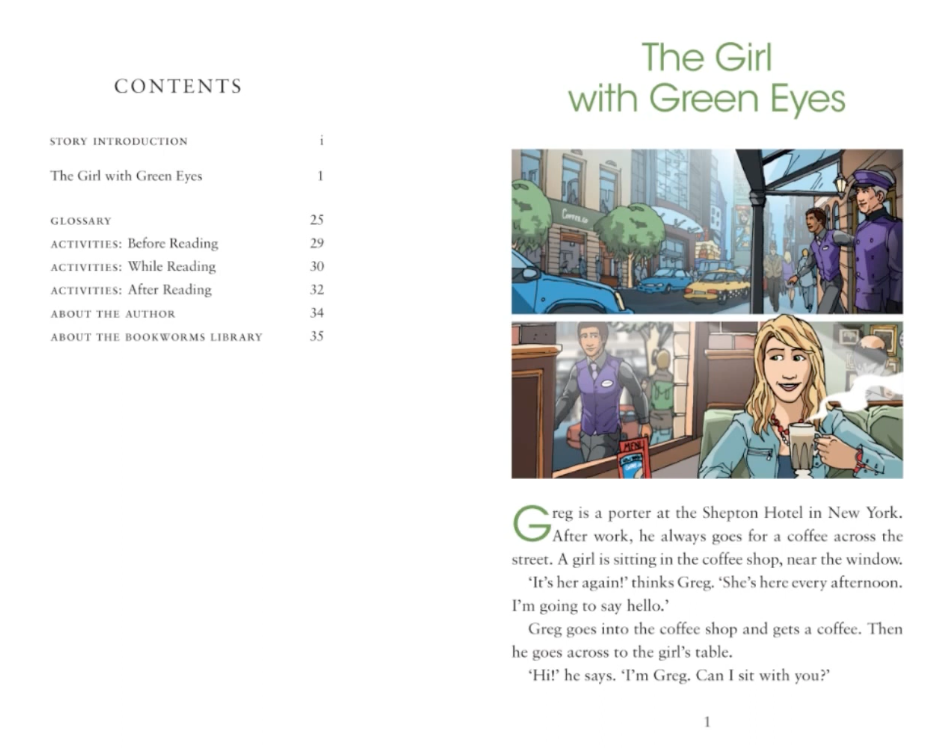 CONTENTS
STORY INTRODUCTION i
The Girl with Green Eyes 1
GLOSSARY 25
ACTIVITIES: Before Reading 29
ACTIVITIES: While Reading 30
ACTIVITIES: After Reading 32
ABOUT THE AUTHOR 34
ABOUT THE BOOKWORMS LIBRARY 35
The Girl
with Green Eyes
MENU
Greg is a porter at the Shepton Hotel in New York.
After work, he always goes for a coffee across the
street. A girl is sitting in the coffee shop, near the window.
‘It’s her again!’ thinks Greg. ‘She’s here every afternoon.
I’m going to say hello.’
Greg goes into the coffee shop and gets a coffee. Then
he goes across to the girl’s table.
‘Hi!’ he says. ‘I’m Greg. Can I sit with you?’
1